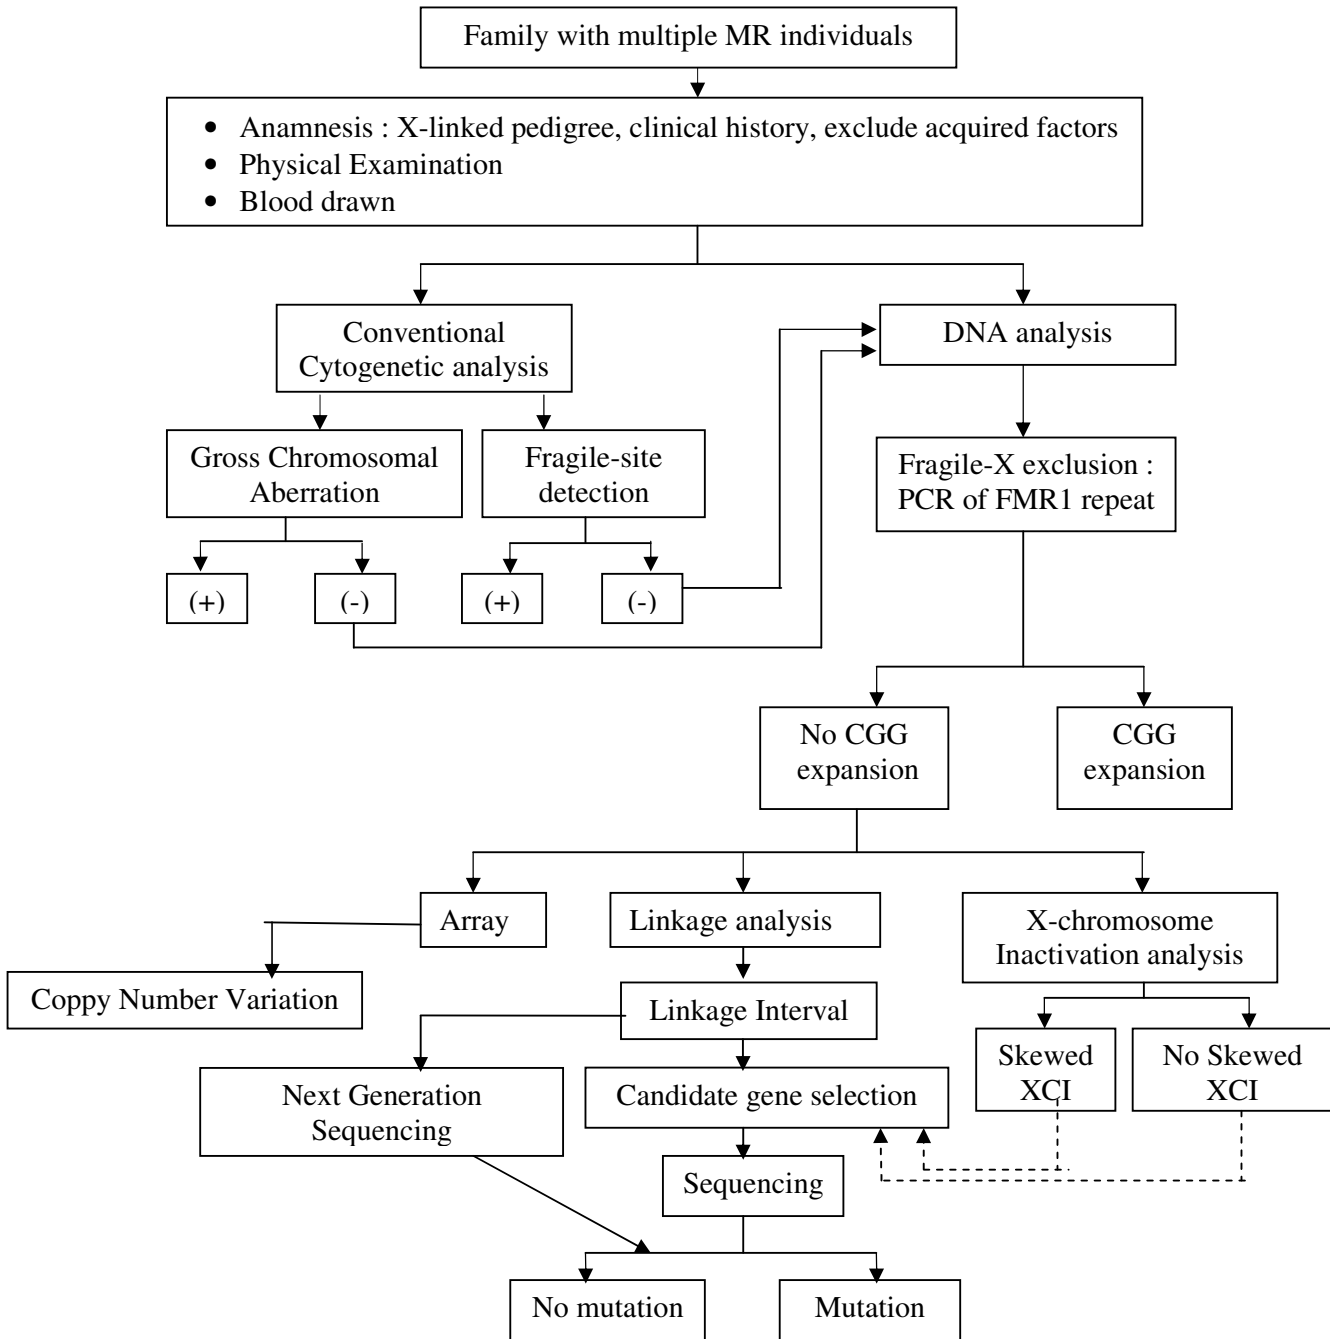 Family with multiple MR individuals
• Anamnesis : X-linked pedigree, clinical history, exclude acquired factors
• Physical Examination
• Blood drawn
Conventional
Cytogenetic analysis
DNA analysis
Gross Chromosomal
Aberration
Fragile-site
detection
Fragile-X exclusion :
PCR of FMR1 repeat
(+)
(-)
(+)
(-)
No CGG
expansion
CGG
expansion
Array
Linkage analysis
X-chromosome
Inactivation analysis
Coppy Number Variation
Linkage Interval
Skewed
XCI
No Skewed
XCI
Next Generation
Sequencing
Candidate gene selection
Sequencing
No mutation
Mutation